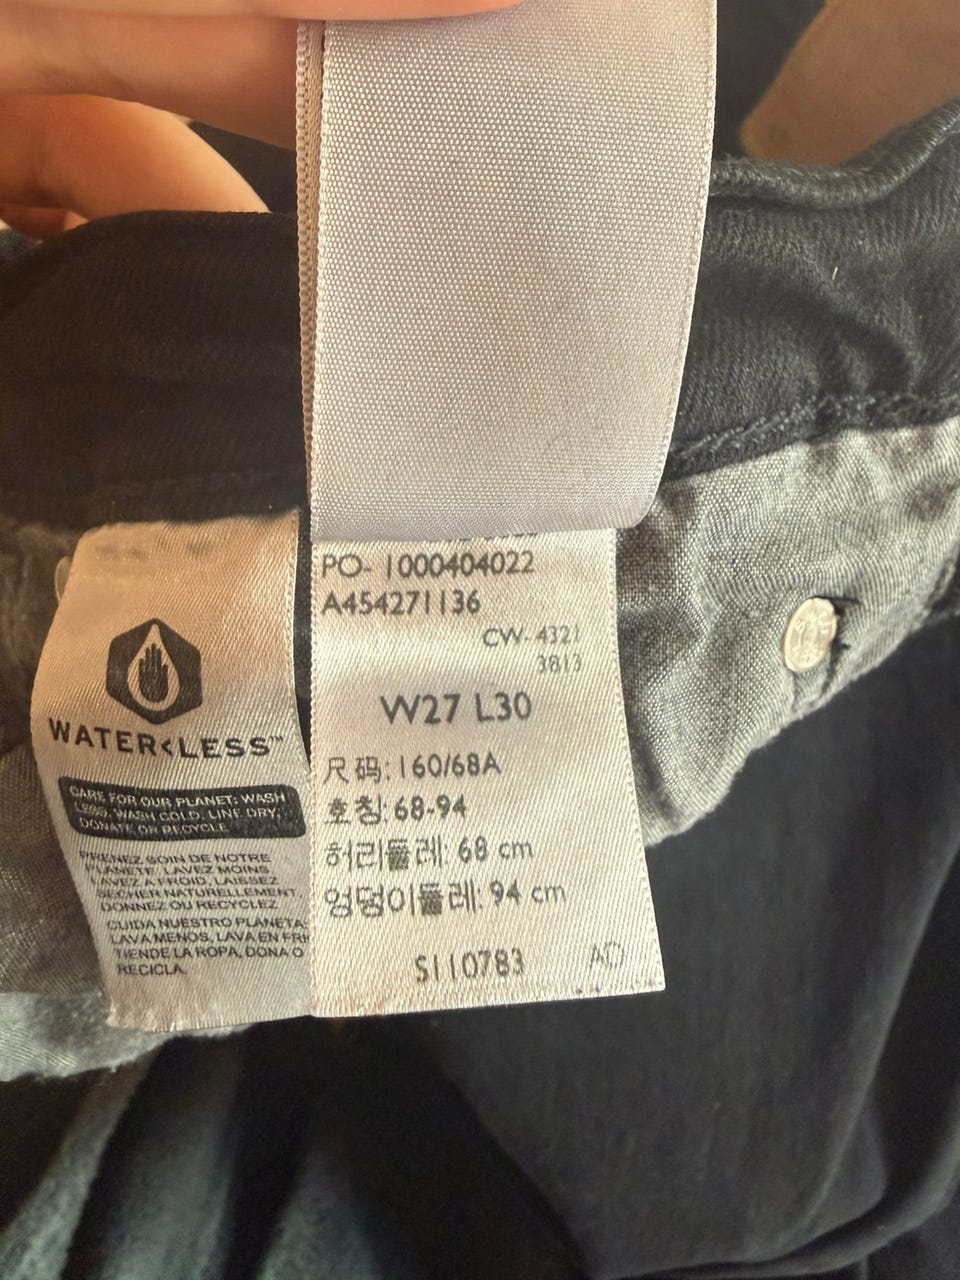 WATER<LESS™
CARE FOR OUR PLANET: WASH
LESS, WASH COLD, LINE DRY,
DONATE OR RECYCLE
PRENEZ SOIN DE NOTRE
PLANETE. LAVEZ MOINS
LAVEZ A FROID, LAISSEZ
SECHER NATURELLEMENT,
DONNEZ OU RECYCLEZ
CUIDA NUESTRO PLANETA:
LAVA MENOS, LAVA EN
TIENDE LA ROPA, DONA O
RECICLA.
PO- 1000404022
A454271136
CW- 4321
3813
W27 L30
尺码: 160/68A
호칭: 68-94
허리둘레: 68 cm
엉덩이둘레: 94 cm
S110783 AO